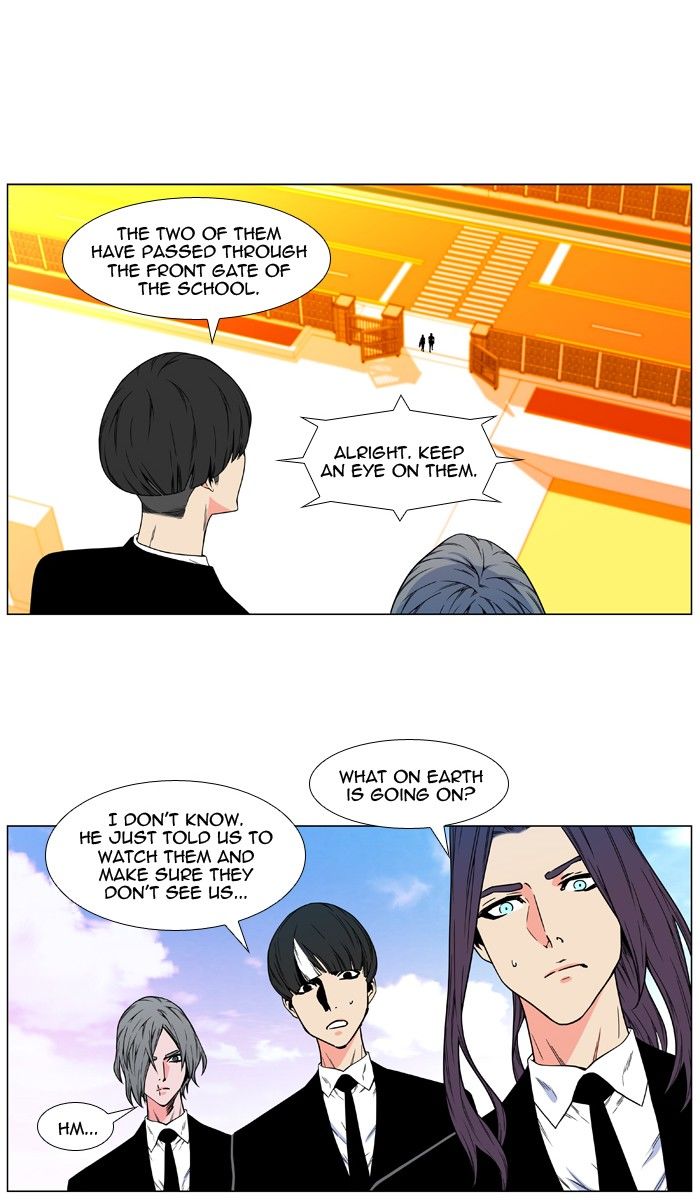 THE TWO OF THEM
HAVE PASSED THROUGH
THE FRONT GATE OF
THE SCHOOL.
ALRIGHT. KEEP
AN EYE ON THEM.
WHAT ON EARTH
IS GOING ON?
I DON'T KNOW.
HE JUST TOLD US TO
WATCH THEM AND
MAKE SURE THEY
DON'T SEE US...
HM...